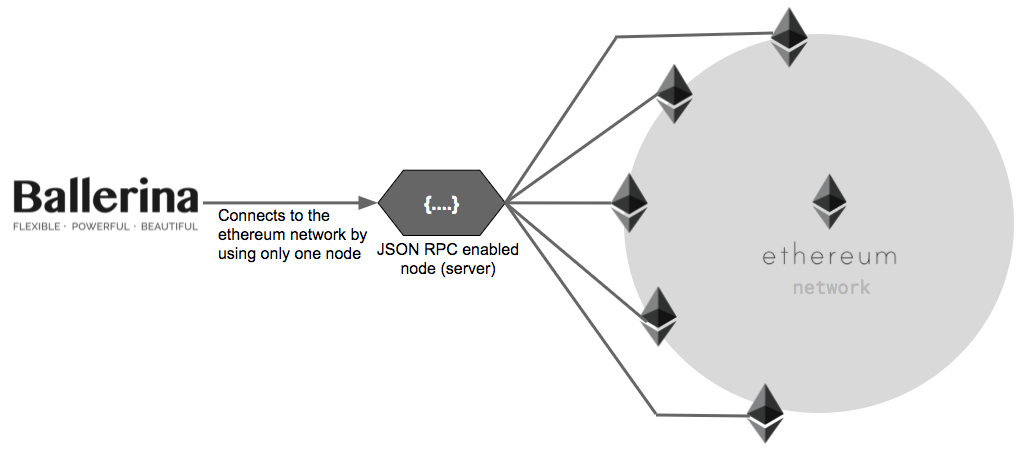 Ballerina
FLEXIBLE · POWERFUL · BEAUTIFUL
Connects to the
ethereum network by
using only one node
{....}
JSON RPC enabled
node (server)
ethereum
network